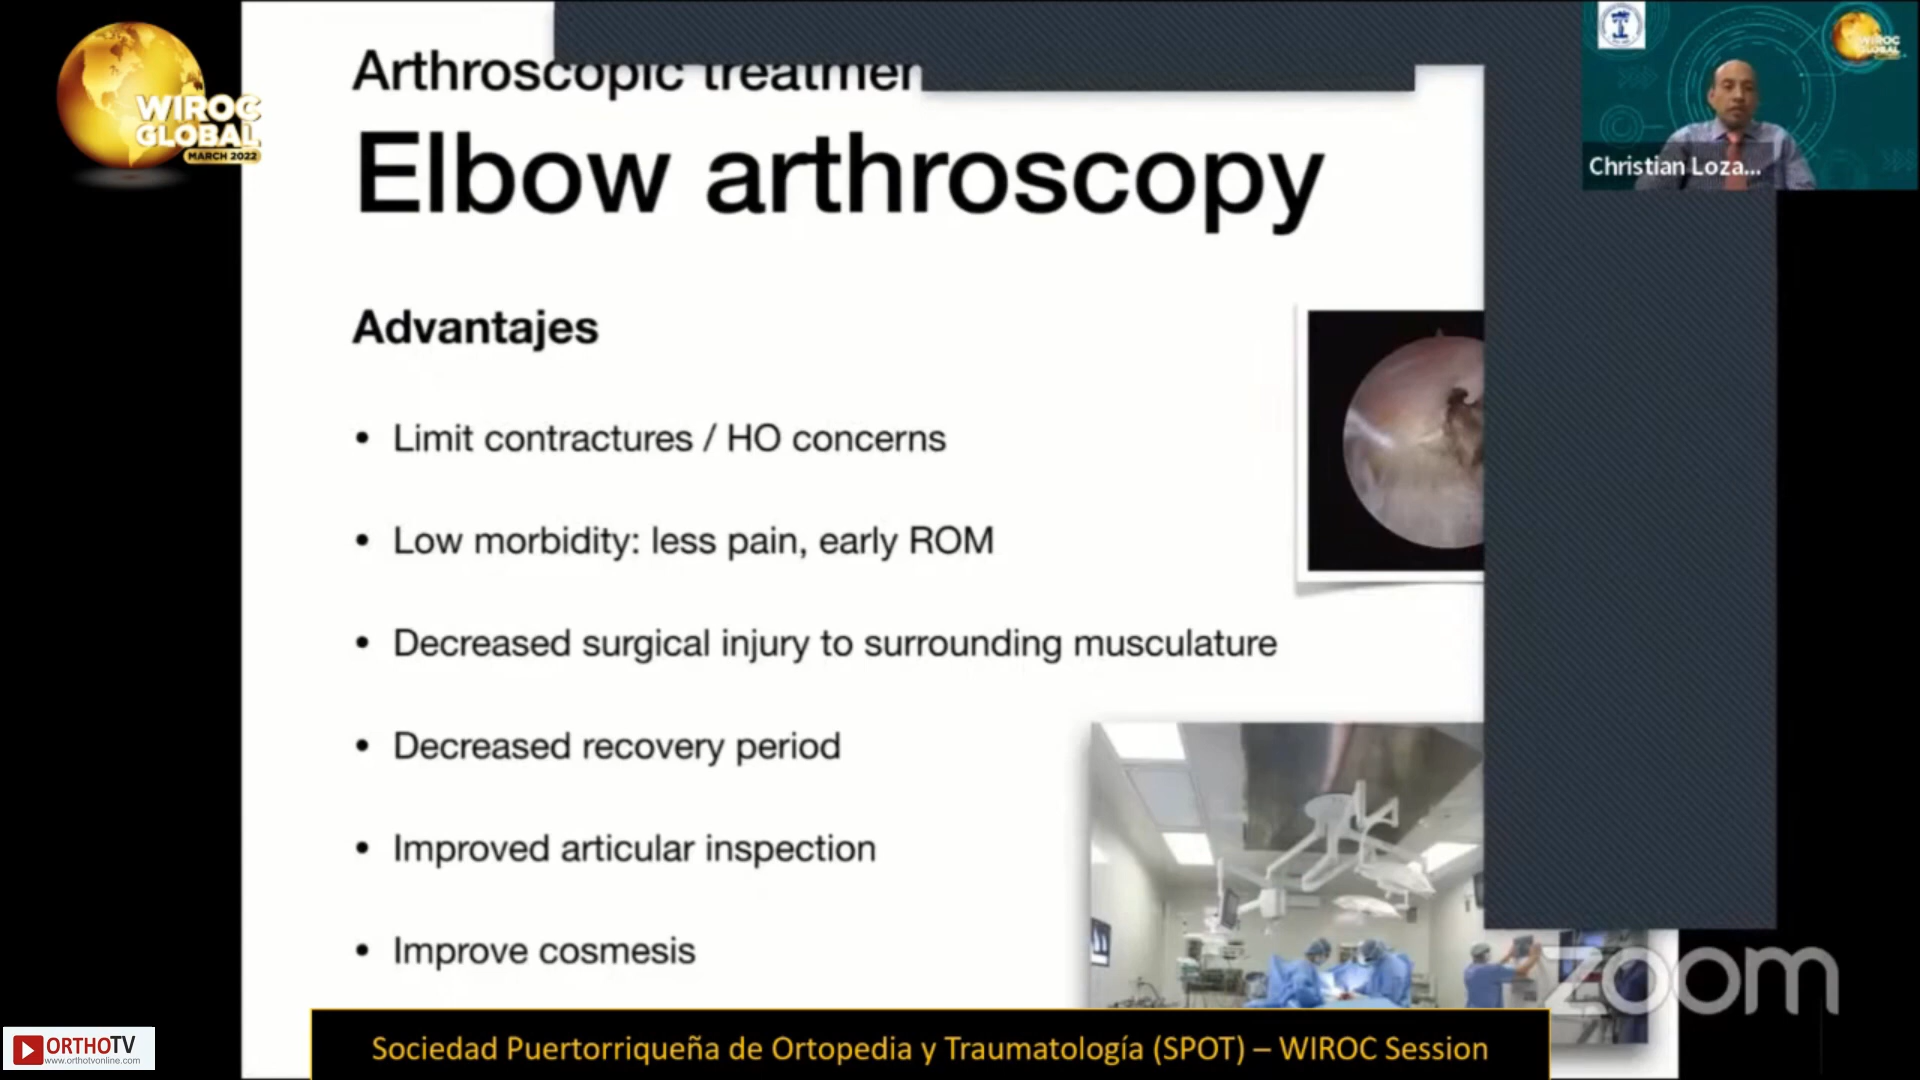 WIROC
GLOBAL
MARCH 2022
Arthroscopic
Elbow arthroscopy
Advantajes
• Limit contractures / HO concerns
• Low morbidity: less pain, early ROM
• Decreased surgical injury to surrounding musculature
• Decreased recovery period
• Improved articular inspection
• Improve cosmesis
WIROC
GLOBAL
Christian Loza...
zoom
ORTHOTV
www.orthotvonline.com
Sociedad Puertorriqueña de Ortopedia y Traumatología (SPOT) – WIROC Session